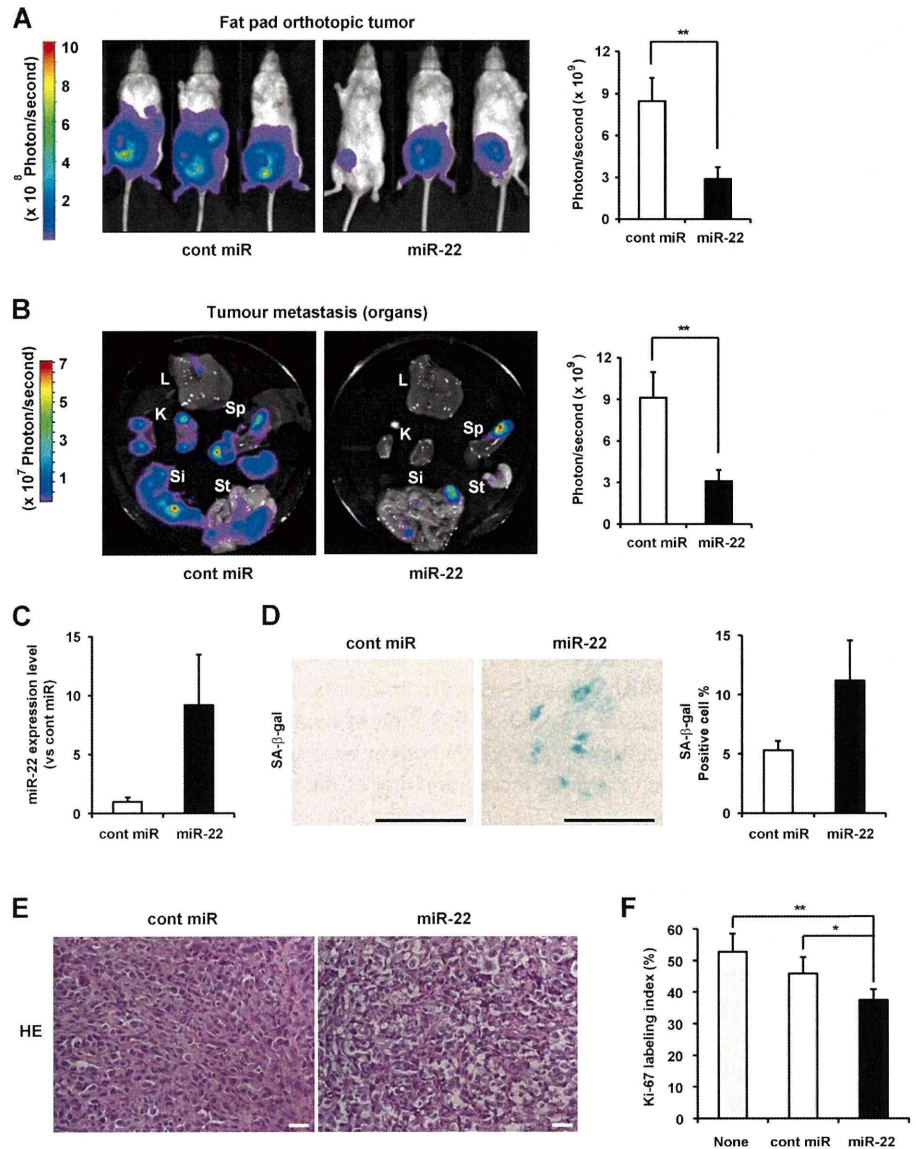 A
Fat pad orthotopic tumor
10
8
6
4
2
(x 10 8 Photon/second)
cont miR
miR-22
**
12
9
6
3
0
Photon/second (x 10⁹)
cont miR
miR-22
B
Tumour metastasis (organs)
7
5
3
1
(x 10⁷ Photon/second)
L
K
Sp
Si
St
cont miR
L
K
Sp
Si
St
miR-22
**
12
9
6
3
0
Photon/second (x 10⁹)
cont miR
miR-22
C
15
10
5
0
miR-22 expression level
(vs cont miR)
cont miR
miR-22
D
cont miR
miR-22
SA-β-gal
15
10
5
0
SA-β-gal
Positive cell %
cont miR
miR-22
E
cont miR
miR-22
HE
F
**
*
60
50
40
30
20
10
0
Ki-67 labeling index (%)
None
cont miR
miR-22